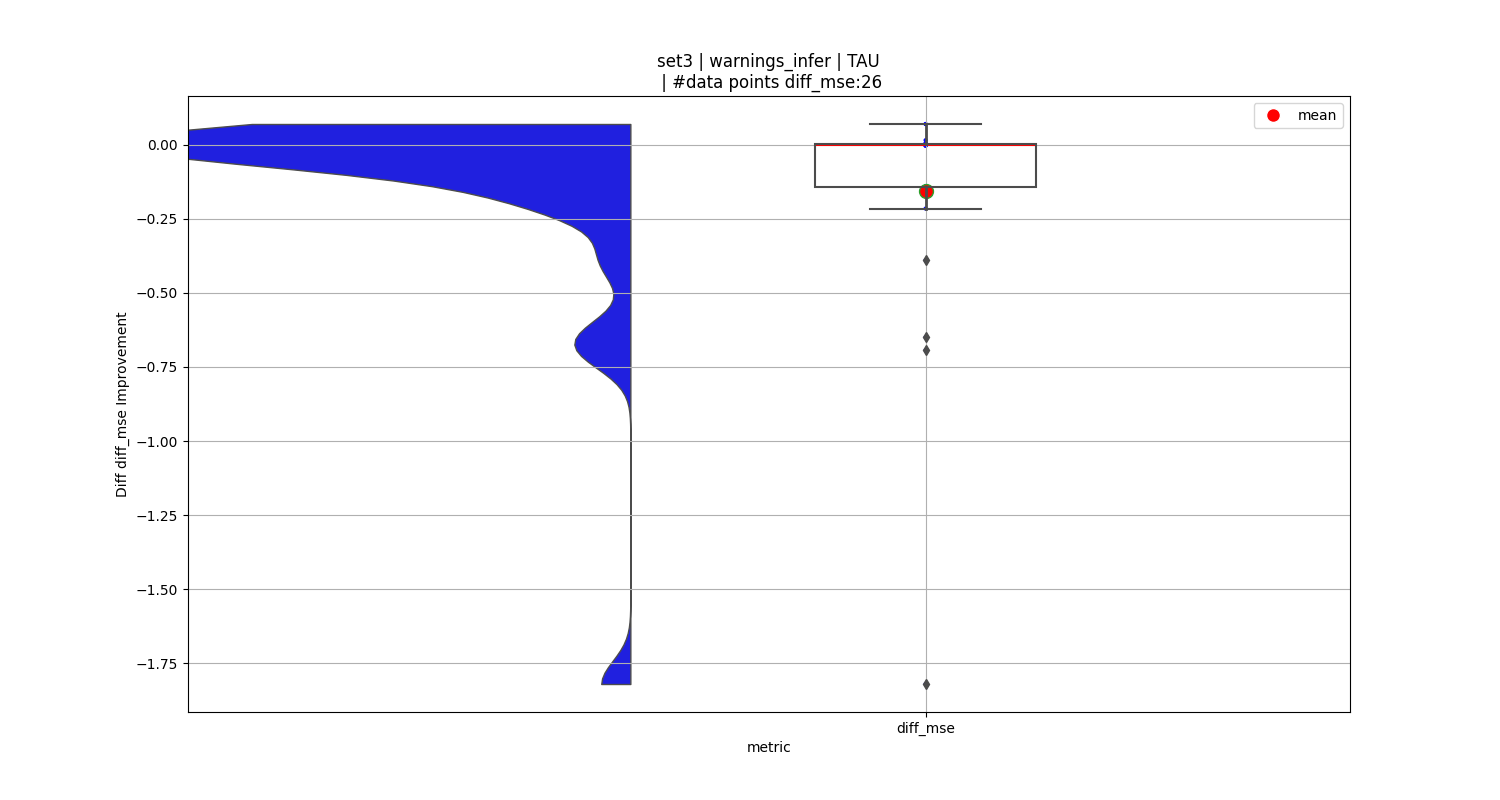 set3 | warnings_infer | TAU
| #data points diff_mse:26
mean
0.00
−0.25
−0.50
−0.75
−1.00
−1.25
−1.50
−1.75
Diff diff_mse Improvement
diff_mse
metric